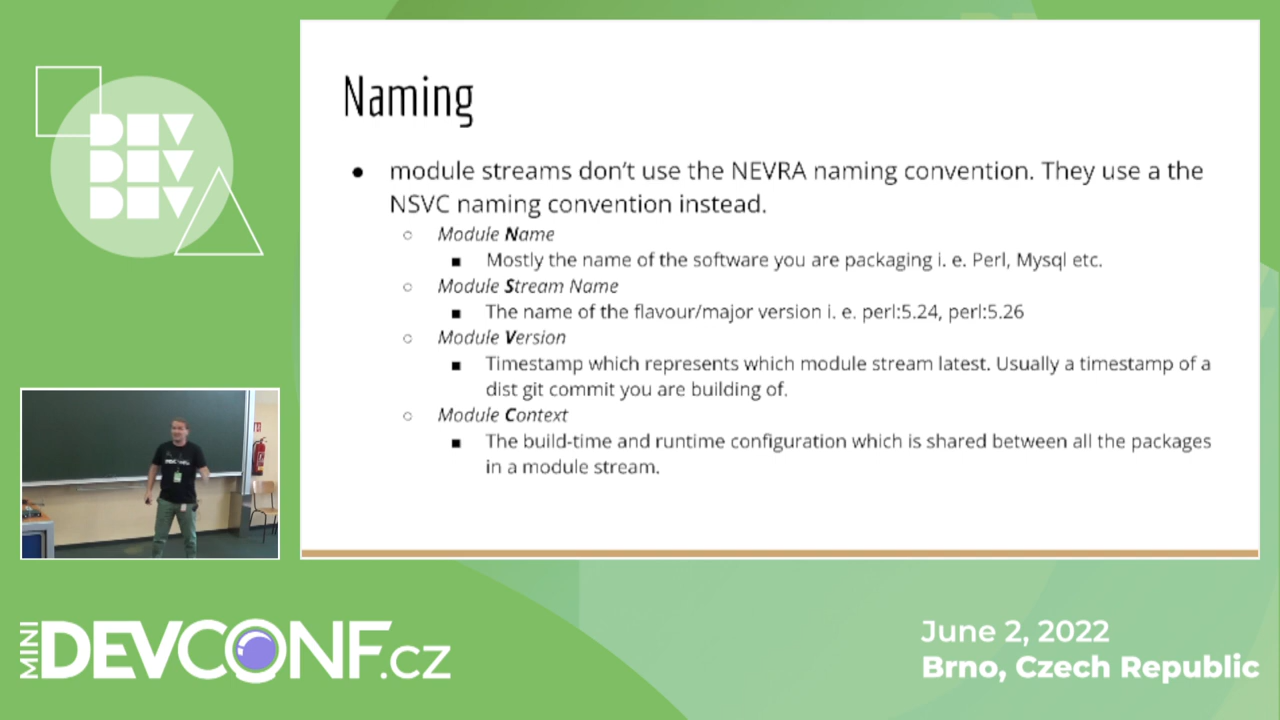 DEV
DEV
DEV
Naming
● module streams don’t use the NEVRA naming convention. They use a the
NSVC naming convention instead.
○ Module Name
■ Mostly the name of the software you are packaging i. e. Perl, Mysql etc.
○ Module Stream Name
■ The name of the flavour/major version i. e. perl:5.24, perl:5.26
○ Module Version
■ Timestamp which represents which module stream latest. Usually a timestamp of a
dist git commit you are building of.
○ Module Context
■ The build-time and runtime configuration which is shared between all the packages
in a module stream.
MINI
DEVCONF.CZ
June 2, 2022
Brno, Czech Republic